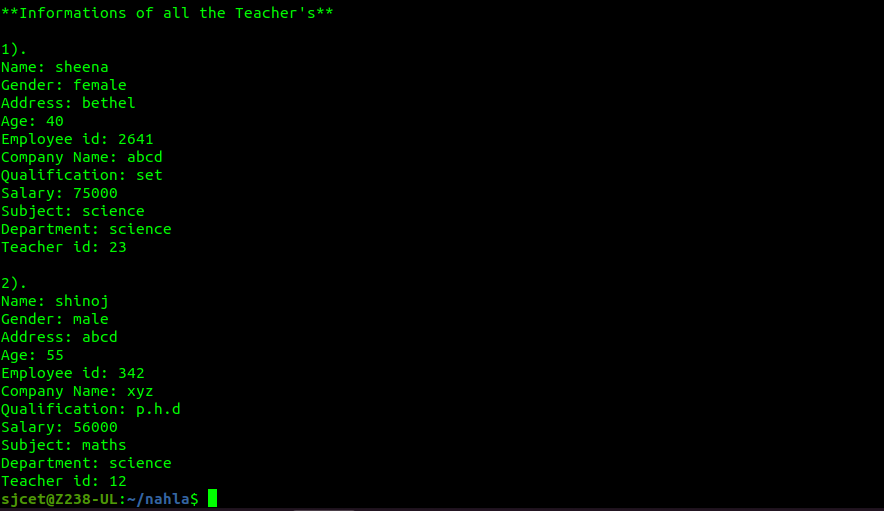 **Informations of all the Teacher's**
1).
Name: sheena
Gender: female
Address: bethel
Age: 40
Employee id: 2641
Company Name: abcd
Qualification: set
Salary: 75000
Subject: science
Department: science
Teacher id: 23
2).
Name: shinoj
Gender: male
Address: abcd
Age: 55
Employee id: 342
Company Name: xyz
Qualification: p.h.d
Salary: 56000
Subject: maths
Department: science
Teacher id: 12
sjcet@Z238-UL:~/nahla$